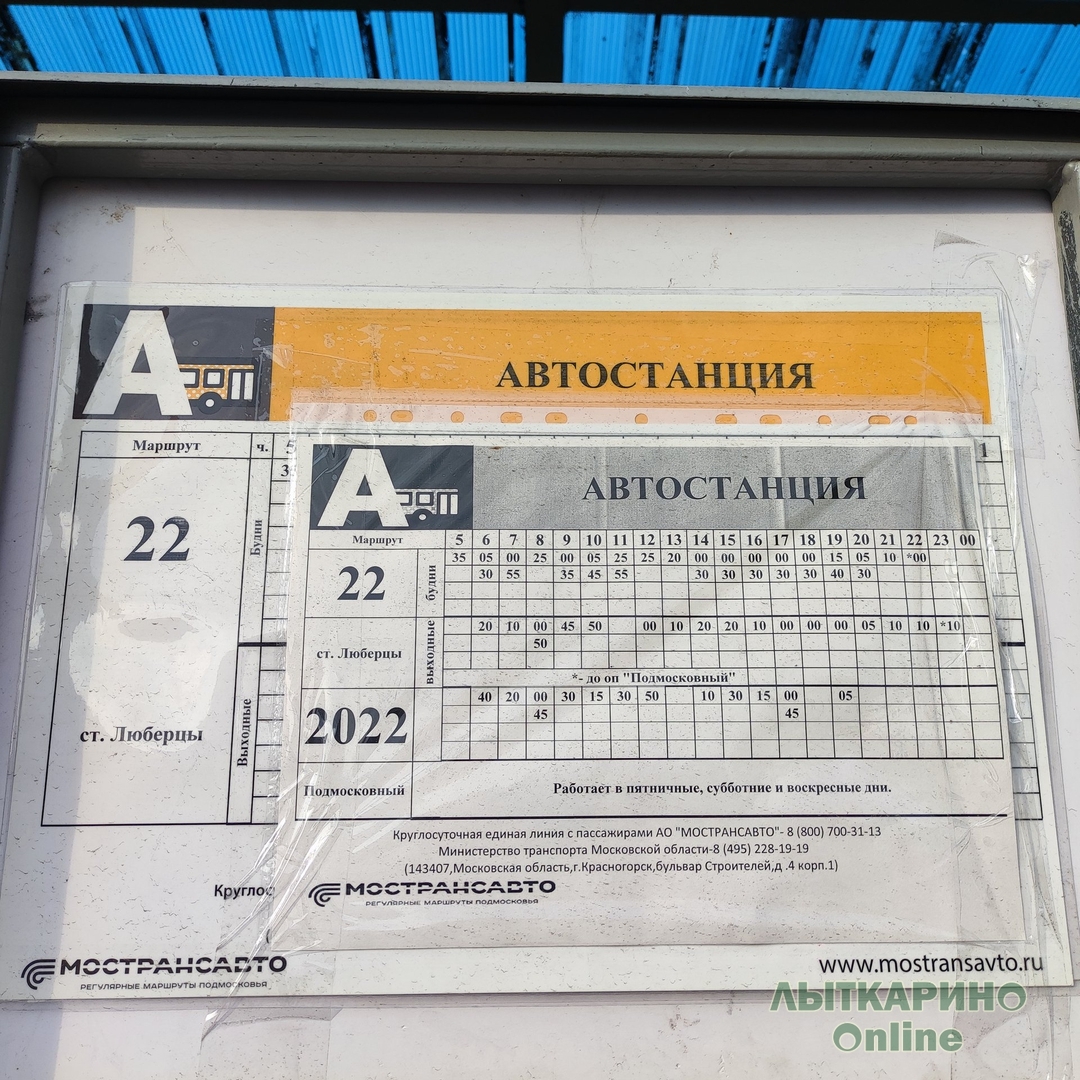 А
АВТОСТАНЦИЯ
Маршрут ч. 5
22
Будни
ст. Люберцы
Выходные
А
АВТОСТАНЦИЯ
Маршрут 5 6 7 8 9 10 11 12 13 14 15 16 17 18 19 20 21 22 23 00
22 будни 35 05 00 25 00 05 25 25 20 00 00 00 00 00 15 05 10 *00
30 55 35 45 55 30 30 30 30 30 40 30
ст. Люберцы выходные 20 10 00 45 50 00 10 20 20 10 00 00 00 05 10 10 *10
50
*- до оп "Подмосковный"
2022 40 20 00 30 15 30 50 10 30 15 00 05
45 45
Подмосковный Работает в пятничные, субботние и воскресные дни.
Круглосуточная единая линия с пассажирами АО "МОСТРАНСАВТО"- 8 (800) 700-31-13
Министерство транспорта Московской области-8 (495) 228-19-19
(143407,Московская область,г.Красногорск,бульвар Строителей,д .4 корп.1)
МОСТРАНСАВТО
РЕГУЛЯРНЫЕ МАРШРУТЫ ПОДМОСКОВЬЯ
Круглос
МОСТРАНСАВТО
РЕГУЛЯРНЫЕ МАРШРУТЫ ПОДМОСКОВЬЯ
www.mostransavto.ru
ЛЫТКАРИНО
Online